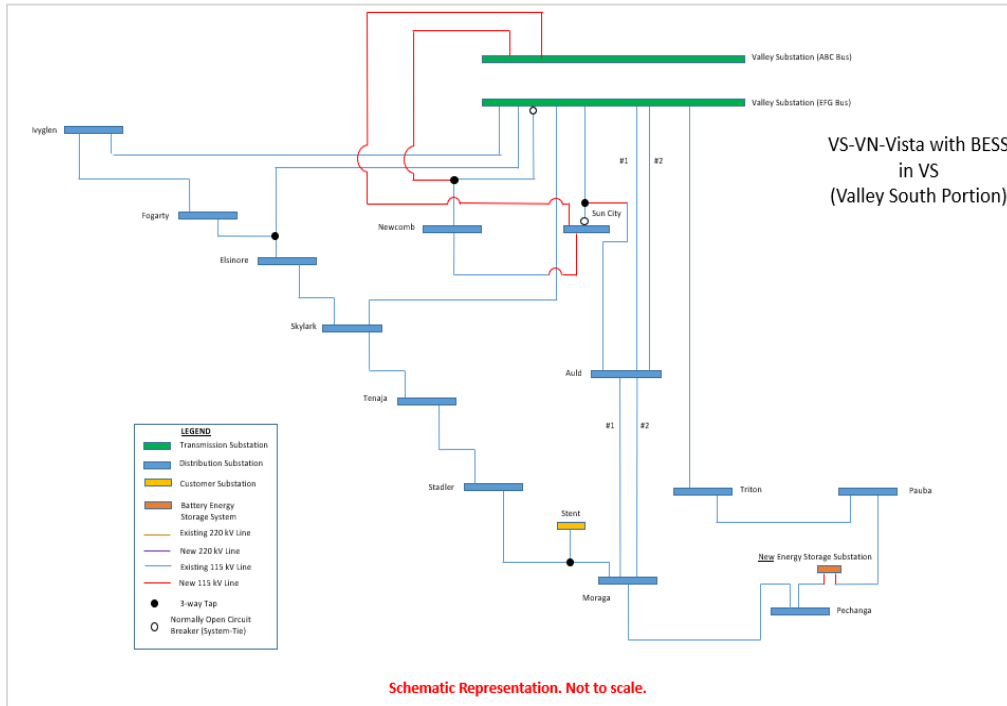 Valley Substation (ABC Bus)
Valley Substation (EFG Bus)
VS-VN-Vista with BESS
in VS
(Valley South Portion)
Ivyglen
#1
#2
Fogarty
Newcomb
Sun City
Elsinore
Skylark
Auld
Tenaja
#1
#2
LEGEND
Transmission Substation
Distribution Substation
Customer Substation
Battery Energy
Storage System
Existing 220 kV Line
New 220 kV Line
Existing 115 kV Line
New 115 kV Line
3-way Tap
Normally Open Circuit
Breaker (System-Tie)
Stadler
Triton
Pauba
Stent
New Energy Storage Substation
Moraga
Pechanga
Schematic Representation. Not to scale.